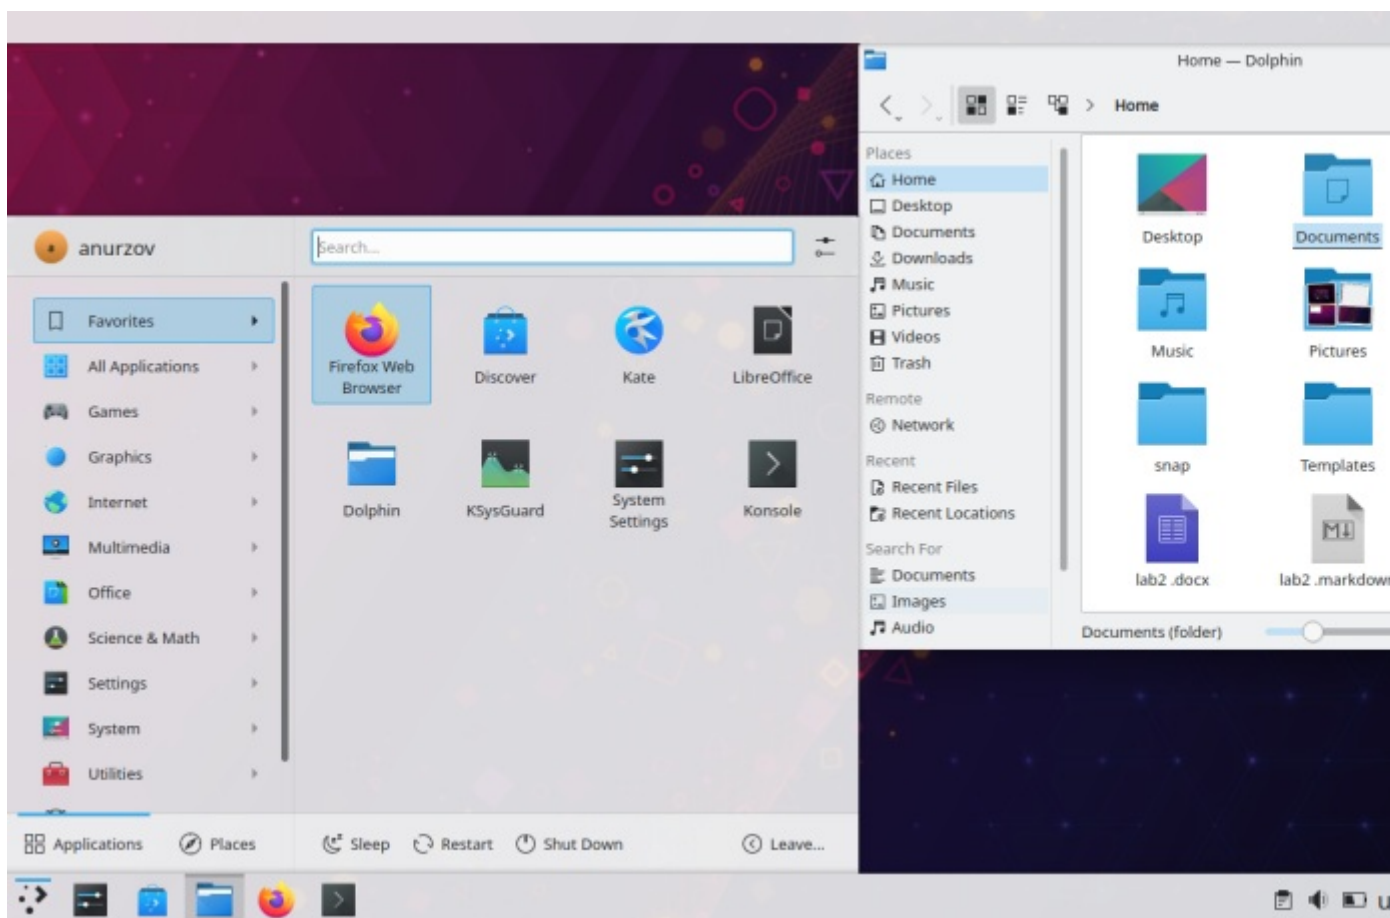 Home — Dolphin
Home
Places
Home
Desktop
Documents
Downloads
Music
Pictures
Videos
Trash
Remote
Network
Recent
Recent Files
Recent Locations
Search For
Documents
Images
Audio
Desktop
Documents
Music
Pictures
snap
Templates
lab2 .docx
lab2 .markdown
Documents (folder)
anurzov
Search...
Favorites
All Applications
Games
Graphics
Internet
Multimedia
Office
Science & Math
Settings
System
Utilities
Firefox Web
Browser
Discover
Kate
LibreOffice
Dolphin
KSysGuard
System
Settings
Konsole
Applications
Places
Sleep
Restart
Shut Down
Leave...